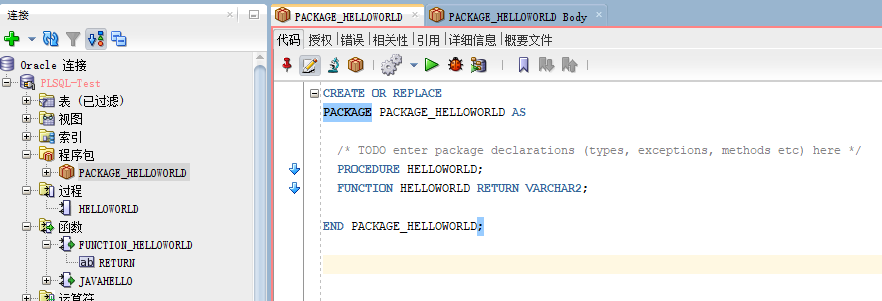 连接
Oracle 连接
PLSQL-Test
表 (已过滤)
视图
索引
程序包
PACKAGE_HELLOWORLD
过程
HELLOWORLD
函数
FUNCTION_HELLOWORLD
ab RETURN
JAVAHELLO
运算符
PACKAGE_HELLOWORLD
PACKAGE_HELLOWORLD Body
代码 授权 错误 相关性 引用 详细信息 概要文件
CREATE OR REPLACE
PACKAGE PACKAGE_HELLOWORLD AS
/* TODO enter package declarations (types, exceptions, methods etc) here */
PROCEDURE HELLOWORLD;
FUNCTION HELLOWORLD RETURN VARCHAR2;
END PACKAGE_HELLOWORLD;